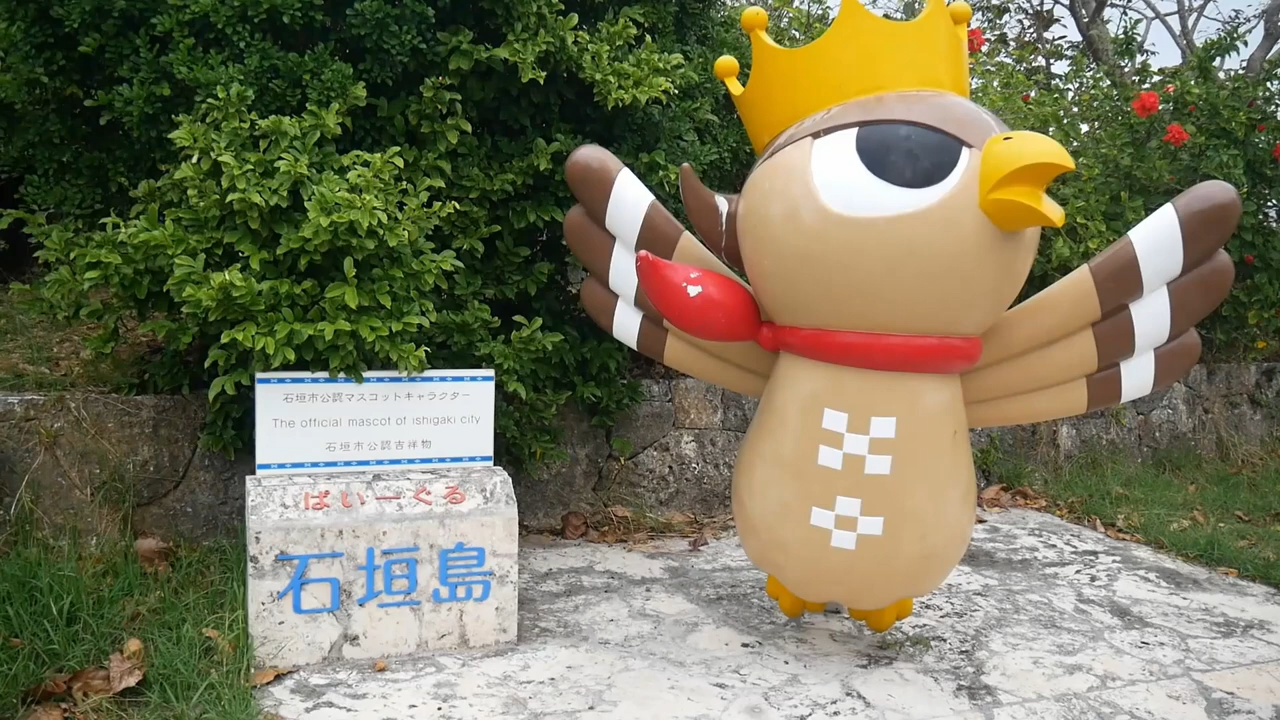 石垣市公認マスコットキャラクター
The official mascot of ishigaki city
石垣市公認吉祥物
ぱいーぐる
石垣島